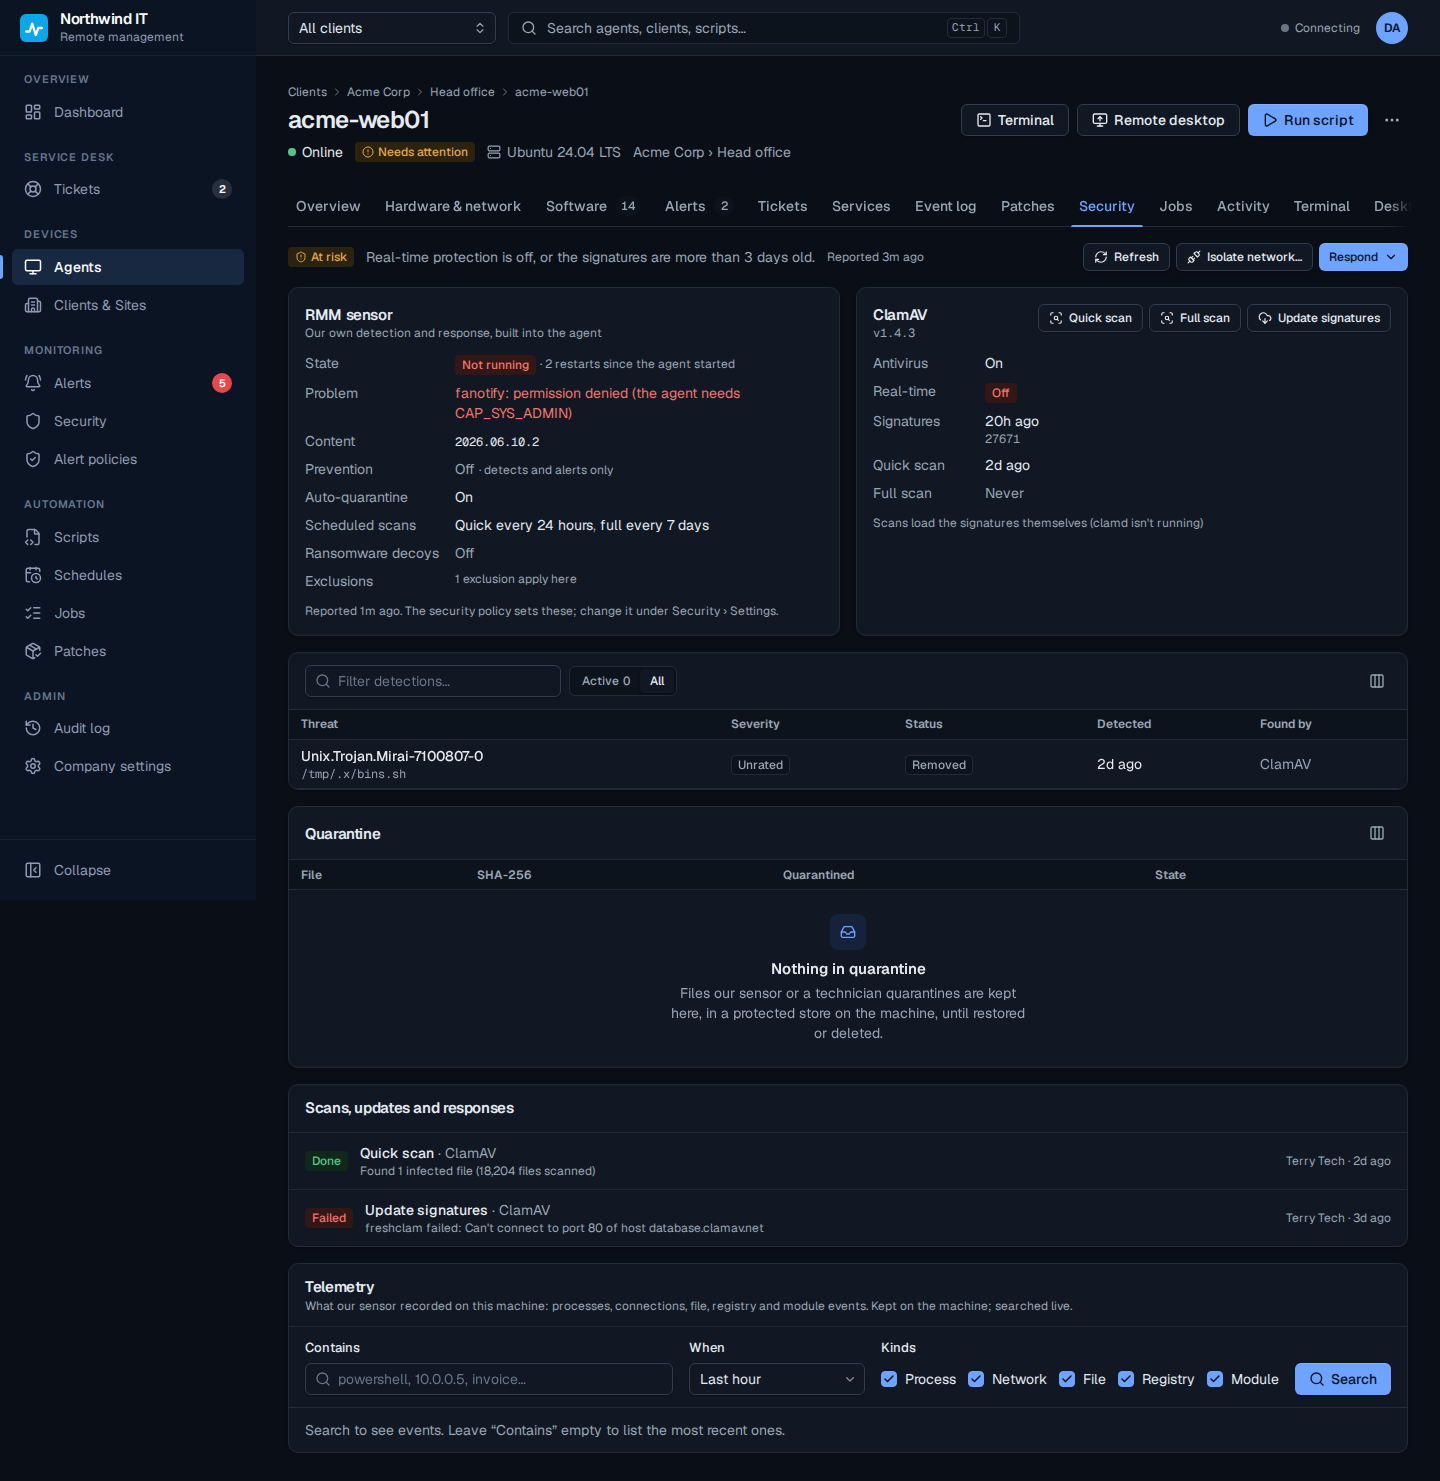 Northwind IT
Remote management
All clients
Search agents, clients, scripts...
Ctrl K
Connecting
DA
OVERVIEW
Dashboard
SERVICE DESK
Tickets 2
DEVICES
Agents
Clients & Sites
MONITORING
Alerts 5
Security
Alert policies
AUTOMATION
Scripts
Schedules
Jobs
Patches
ADMIN
Audit log
Company settings
Collapse
Clients > Acme Corp > Head office > acme-web01
acme-web01
Terminal
Remote desktop
Run script
Online
Needs attention
Ubuntu 24.04 LTS
Acme Corp › Head office
Overview Hardware & network Software 14 Alerts 2 Tickets Services Event log Patches Security Jobs Activity Terminal Desk
At risk Real-time protection is off, or the signatures are more than 3 days old. Reported 3m ago
Refresh
Isolate network...
Respond
RMM sensor
Our own detection and response, built into the agent
State Not running · 2 restarts since the agent started
Problem fanotify: permission denied (the agent needs
CAP_SYS_ADMIN)
Content 2026.06.10.2
Prevention Off · detects and alerts only
Auto-quarantine On
Scheduled scans Quick every 24 hours, full every 7 days
Ransomware decoys Off
Exclusions 1 exclusion apply here
Reported 1m ago. The security policy sets these; change it under Security › Settings.
ClamAV
v1.4.3
Quick scan
Full scan
Update signatures
Antivirus On
Real-time Off
Signatures 20h ago
27671
Quick scan 2d ago
Full scan Never
Scans load the signatures themselves (clamd isn't running)
Filter detections...
Active 0 All
Threat Severity Status Detected Found by
Unix.Trojan.Mirai-7100807-0
/tmp/.x/bins.sh
Unrated Removed 2d ago ClamAV
Quarantine
File SHA-256 Quarantined State
Nothing in quarantine
Files our sensor or a technician quarantines are kept
here, in a protected store on the machine, until restored
or deleted.
Scans, updates and responses
Done Quick scan · ClamAV
Found 1 infected file (18,204 files scanned)
Terry Tech · 2d ago
Failed Update signatures · ClamAV
freshclam failed: Can't connect to port 80 of host database.clamav.net
Terry Tech · 3d ago
Telemetry
What our sensor recorded on this machine: processes, connections, file, registry and module events. Kept on the machine; searched live.
Contains When Kinds
powershell, 10.0.0.5, invoice...
Last hour
Process Network File Registry Module
Search
Search to see events. Leave “Contains” empty to list the most recent ones.